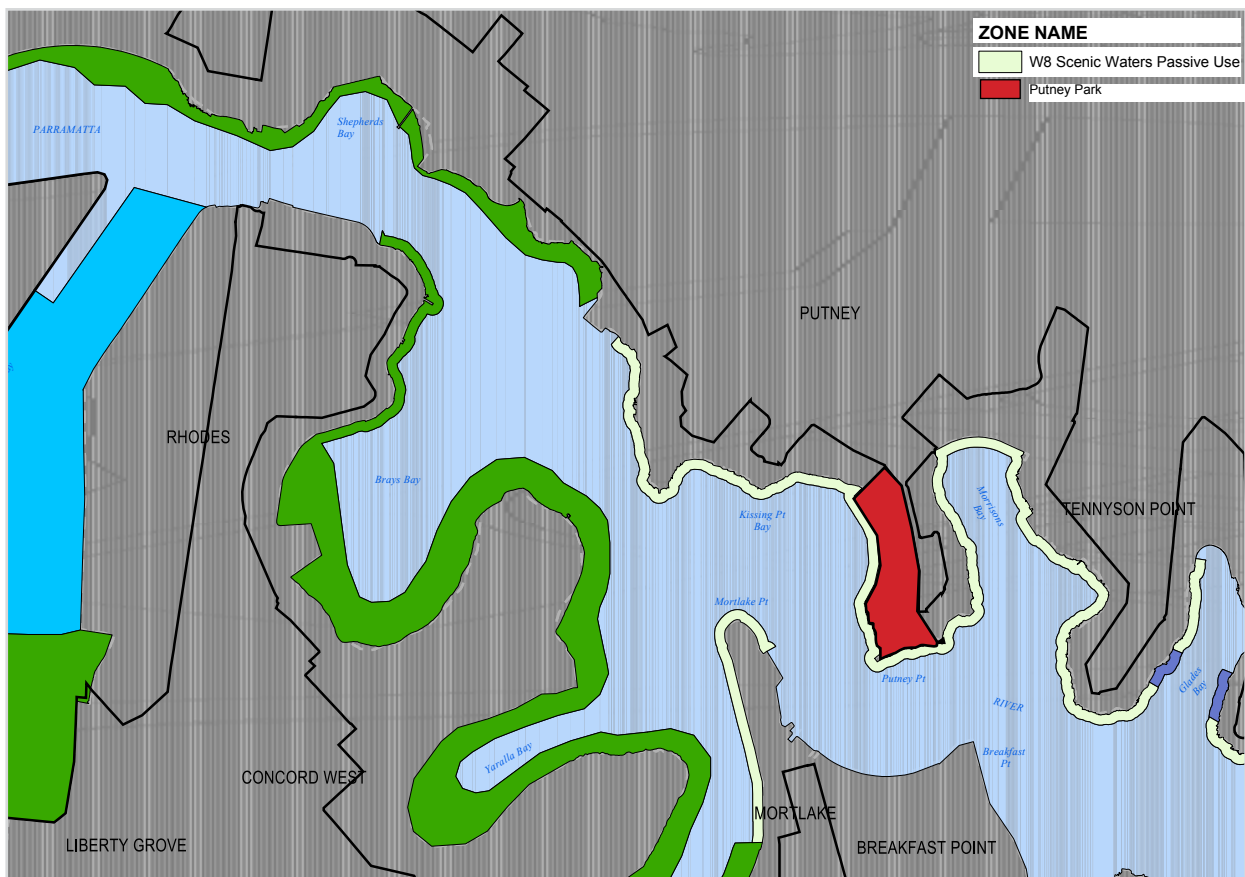 ZONE NAME
W8 Scenic Waters Passive Use
Putney Park
PARRAMATTA
Shepherds
Bay
PUTNEY
RHODES
Brays Bay
Kissing Pt
Bay
Morrisons
Bay
TENNYSON POINT
Mortlake Pt
Putney Pt
Glades
Bay
RIVER
Breakfast
Pt
Yaralla Bay
CONCORD WEST
MORTLAKE
LIBERTY GROVE
BREAKFAST POINT